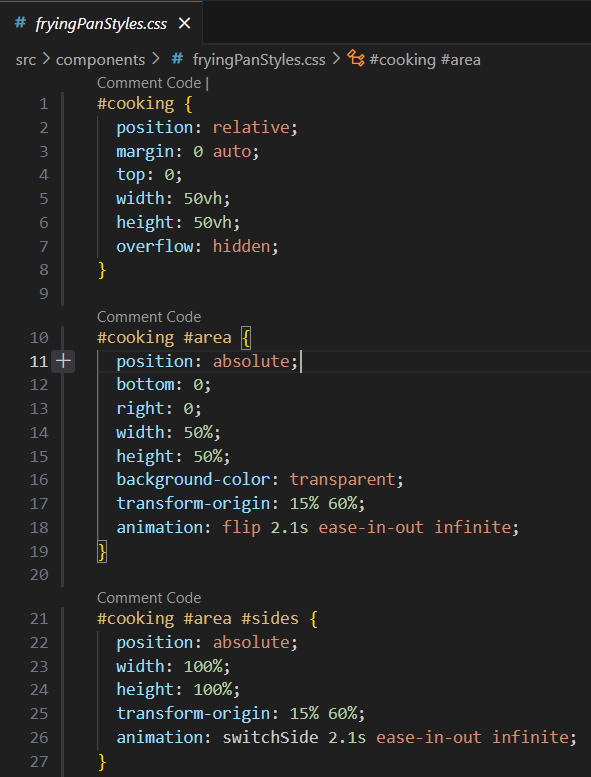 # fryingPanStyles.css ✕
src > components > # fryingPanStyles.css > #cooking #area
Comment Code |
1 #cooking {
2   position: relative;
3   margin: 0 auto;
4   top: 0;
5   width: 50vh;
6   height: 50vh;
7   overflow: hidden;
8 }
9
Comment Code
10 #cooking #area {
11   position: absolute;
12   bottom: 0;
13   right: 0;
14   width: 50%;
15   height: 50%;
16   background-color: transparent;
17   transform-origin: 15% 60%;
18   animation: flip 2.1s ease-in-out infinite;
19 }
20
Comment Code
21 #cooking #area #sides {
22   position: absolute;
23   width: 100%;
24   height: 100%;
25   transform-origin: 15% 60%;
26   animation: switchSide 2.1s ease-in-out infinite;
27 }